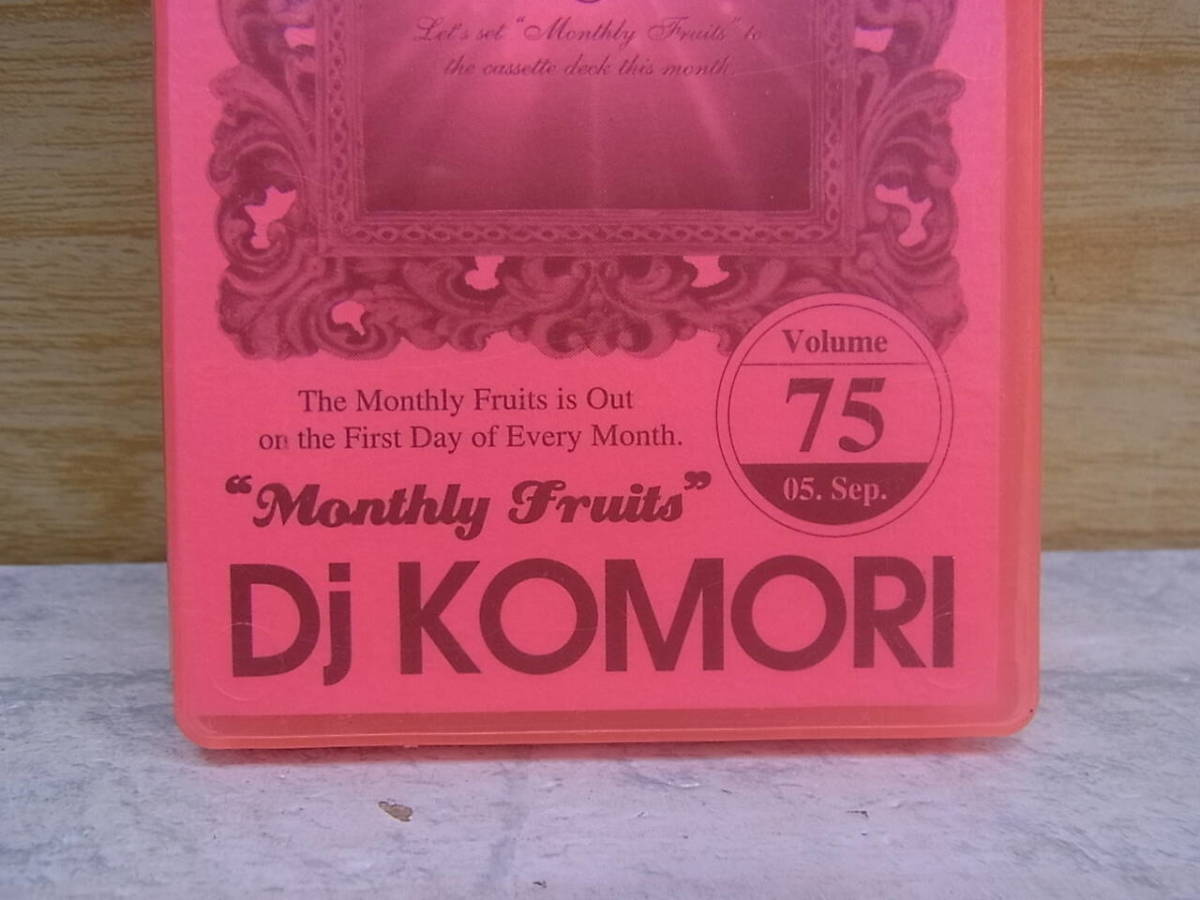 Let's set "Monthly Fruits" to
the cassette deck this month.
Volume
75
05. Sep.
The Monthly Fruits is Out
on the First Day of Every Month.
“Monthly Fruits”
Dj KOMORI